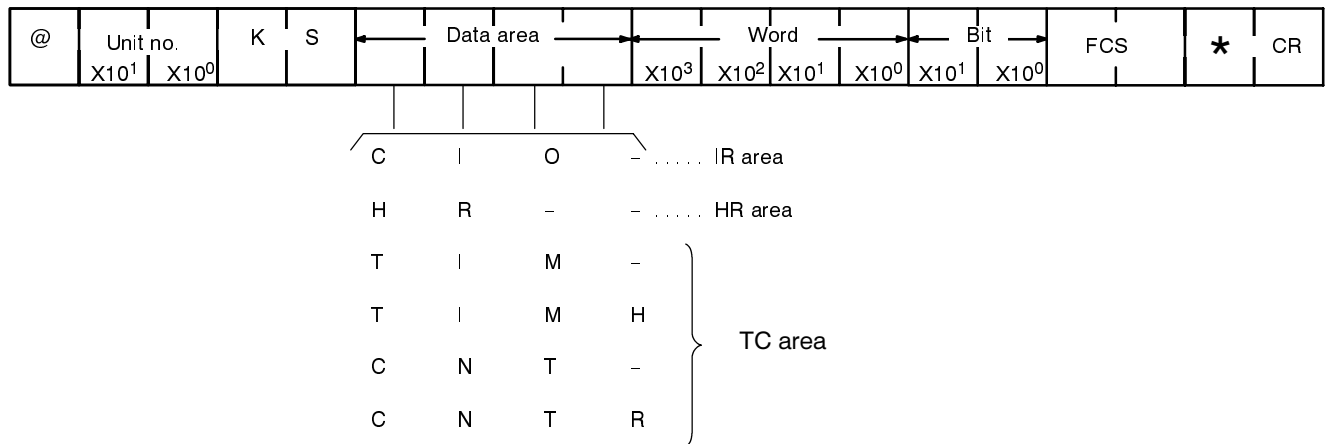 @ Unit no. K S Data area Word Bit FCS * CR
X10¹ X10⁰ X10³ X10² X10¹ X10⁰ X10¹ X10⁰
C I O – ..... IR area
H R – – ..... HR area
T I M –
T I M H
TC area
C N T –
C N T R